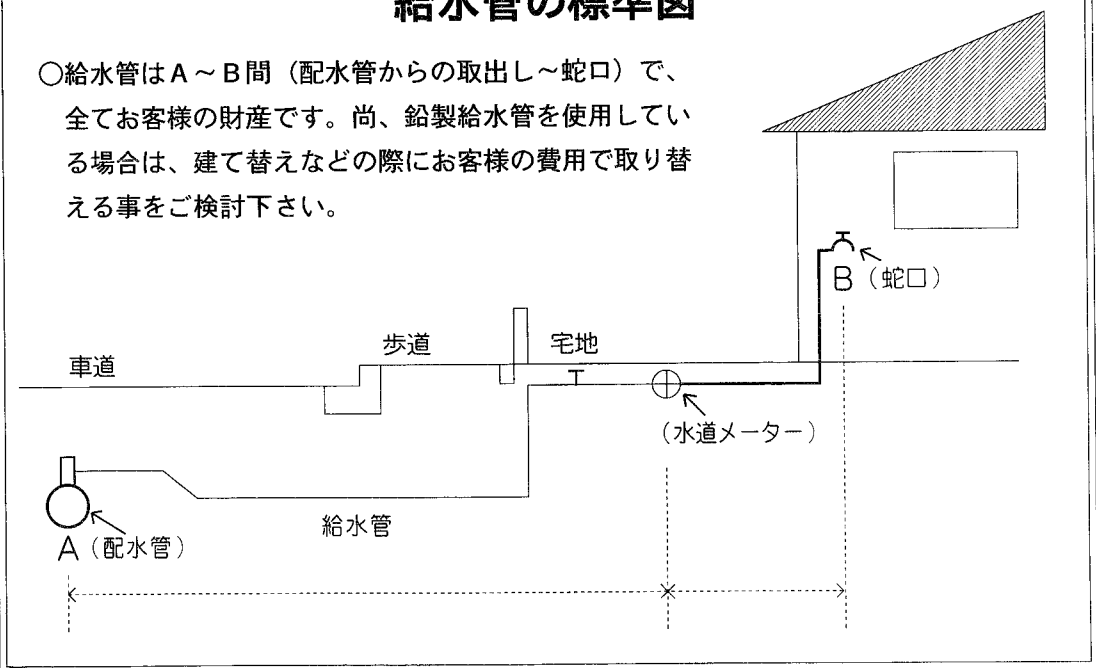 給水管の標準図
○給水管はA～B間（配水管からの取出し～蛇口）で、
全てお客様の財産です。尚、鉛製給水管を使用してい
る場合は、建て替えなどの際にお客様の費用で取り替
える事をご検討下さい。
B（蛇口）
車道
歩道
宅地
（水道メーター）
給水管
A（配水管）